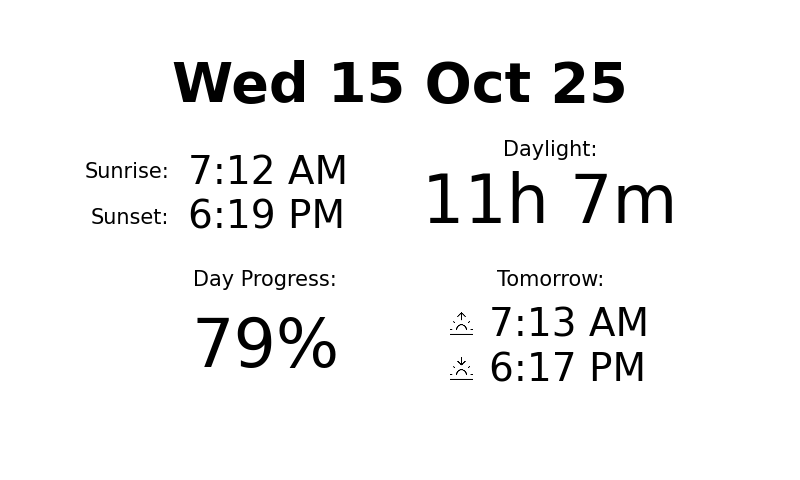 Wed 15 Oct 25
Sunrise: 7:12 AM
Sunset: 6:19 PM
Daylight:
11h 7m
Day Progress:
79%
Tomorrow:
7:13 AM
6:17 PM